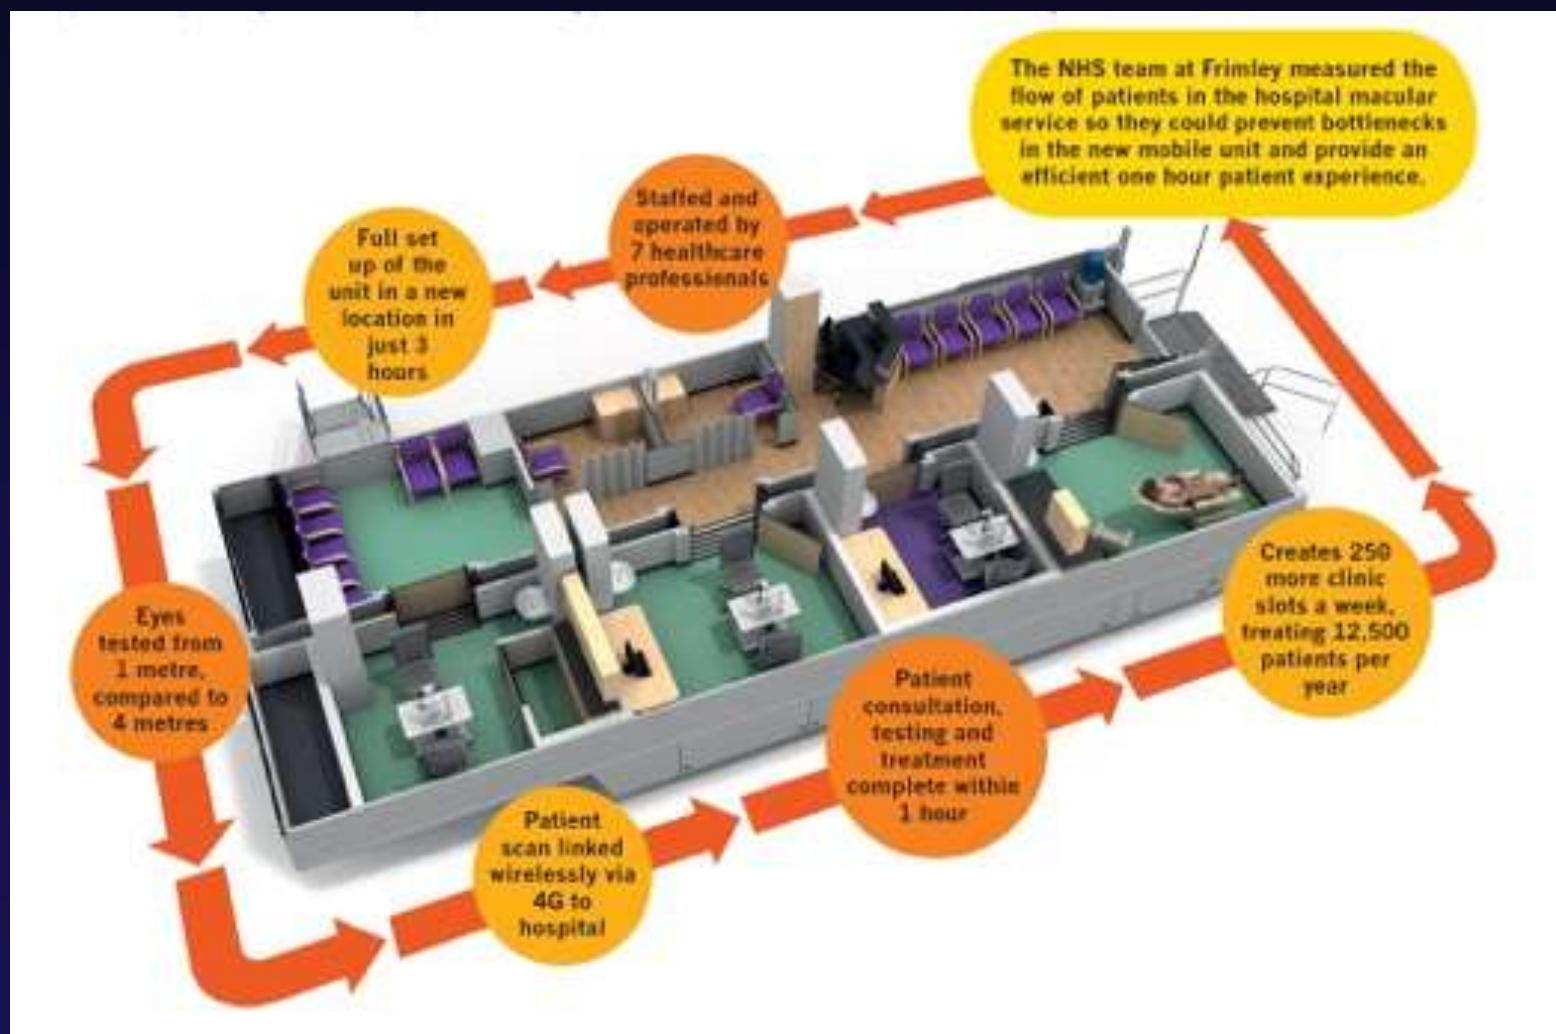 The NHS team at Frimley measured the
flow of patients in the hospital macular
service so they could prevent bottlenecks
in the new mobile unit and provide an
efficient one hour patient experience.
Staffed and
operated by
7 healthcare
professionals
Full set
up of the
unit in a new
location in
just 3
hours
Eyes
tested from
1 metre,
compared to
4 metres
Patient
scan linked
wirelessly via
4G to
hospital
Patient
consultation,
testing and
treatment
complete within
1 hour
Creates 250
more clinic
slots a week,
treating 12,500
patients per
year